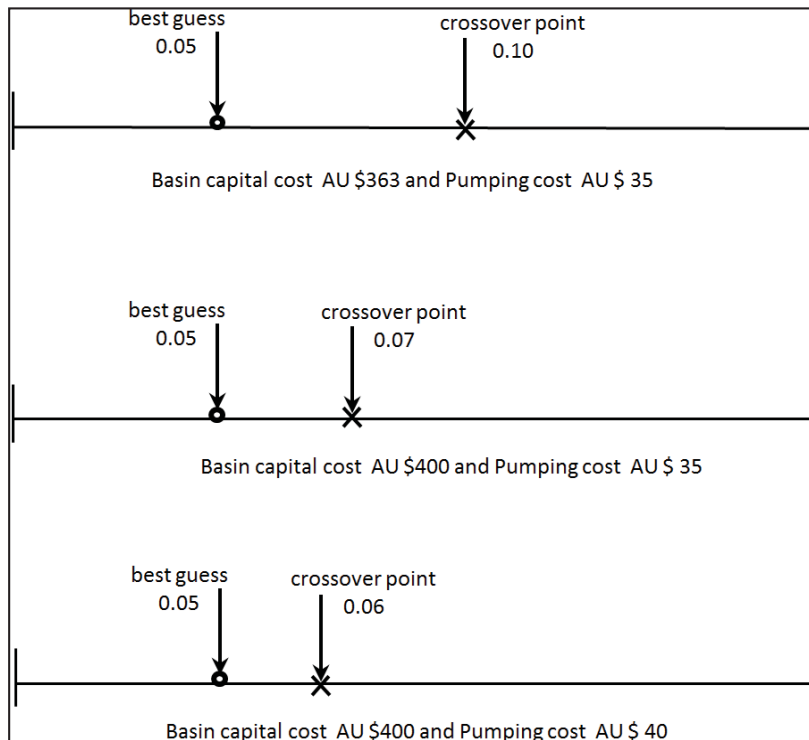 best guess
0.05
crossover point
0.10
Basin capital cost AU $363 and Pumping cost AU $ 35
best guess
0.05
crossover point
0.07
Basin capital cost AU $400 and Pumping cost AU $ 35
best guess
0.05
crossover point
0.06
Basin capital cost AU $400 and Pumping cost AU $ 40